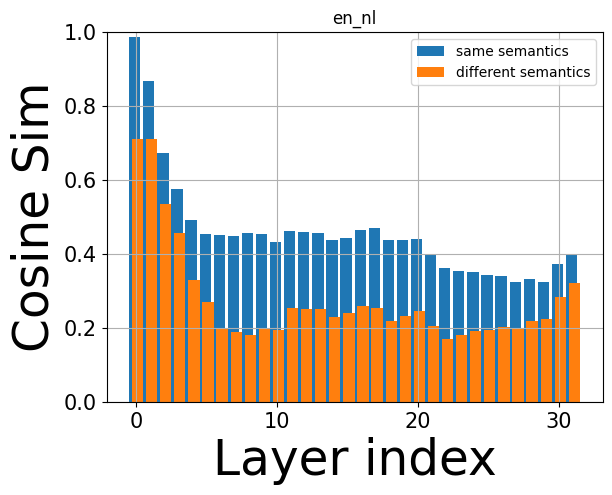 en_nl
same semantics
different semantics
Cosine Sim
1.0
0.8
0.6
0.4
0.2
0.0
0 10 20 30
Layer index